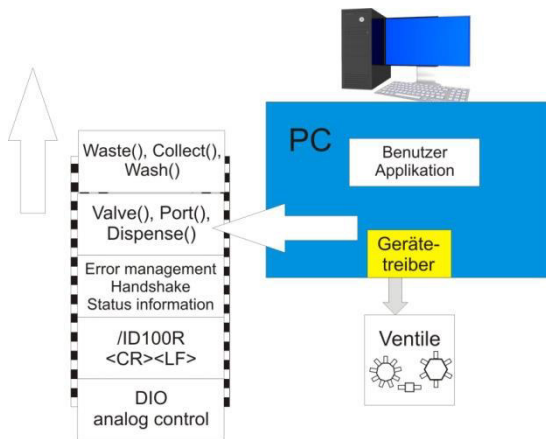 Waste(), Collect(),
Wash()
Valve(), Port(),
Dispense()
Error management
Handshake
Status information
/ID100R
<CR><LF>
DIO
analog control
PC
Benutzer
Applikation
Geräte-
treiber
Ventile